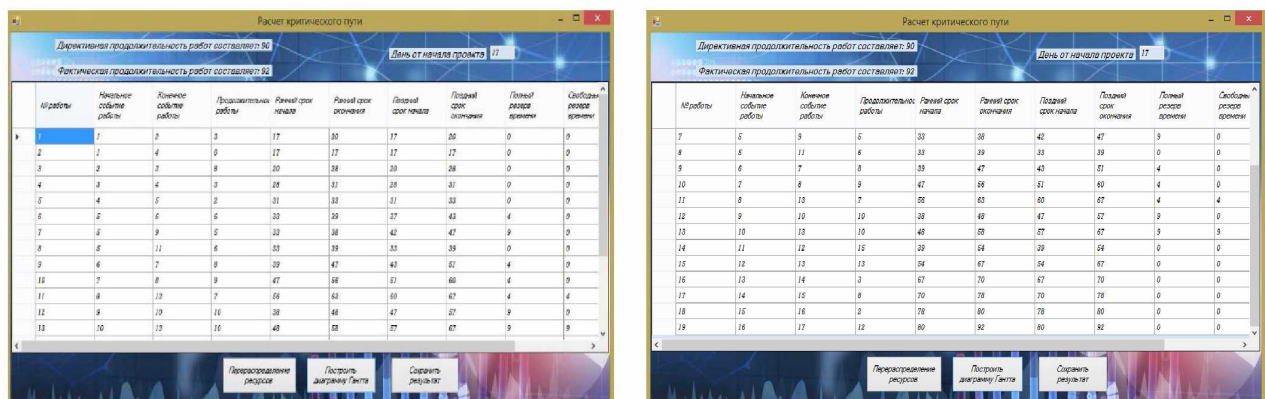 Расчет критического пути
Директивная продолжительность работ составляет: 90
День от начала проекта 17
Фактическая продолжительность работ составляет: 92
№ работы Начальное событие работы Конечное событие работы Продолжительнос Ранний срок начала Ранний срок окончания Поздний срок начала Поздний срок окончания Полный резерв времени Свободны резерв времени
1 1 2 3 17 20 17 20 0 0
2 1 4 0 17 17 17 17 0 0
3 2 3 8 20 28 20 28 0 0
4 3 4 3 28 31 28 31 0 0
5 4 5 2 31 33 31 33 0 0
6 5 6 6 33 39 37 43 4 0
7 5 9 5 33 38 42 47 9 0
8 5 11 6 33 39 33 39 0 0
9 6 7 8 39 47 43 51 4 0
10 7 8 9 47 56 51 60 4 0
11 8 13 7 56 63 60 67 4 4
12 9 10 10 38 48 47 57 9 0
13 10 13 10 48 58 57 67 9 9
Перераспределение
ресурсов
Построить
диаграмму Гантта
Сохранить
результат
Расчет критического пути
Директивная продолжительность работ составляет: 90
День от начала проекта 17
Фактическая продолжительность работ составляет: 92
№ работы Начальное событие работы Конечное событие работы Продолжительнос Ранний срок начала Ранний срок окончания Поздний срок начала Поздний срок окончания Полный резерв времени Свободны резерв времени
7 5 9 5 33 38 42 47 9 0
8 5 11 6 33 39 33 39 0 0
9 6 7 8 39 47 43 51 4 0
10 7 8 9 47 56 51 60 4 0
11 8 13 7 56 63 60 67 4 4
12 9 10 10 38 48 47 57 9 0
13 10 13 10 48 58 57 67 9 9
14 11 12 15 39 54 39 54 0 0
15 12 13 13 54 67 54 67 0 0
16 13 14 3 67 70 67 70 0 0
17 14 15 8 70 78 70 78 0 0
18 15 16 2 78 80 78 80 0 0
19 16 17 12 80 92 80 92 0 0
Перераспределение
ресурсов
Построить
диаграмму Гантта
Сохранить
результат